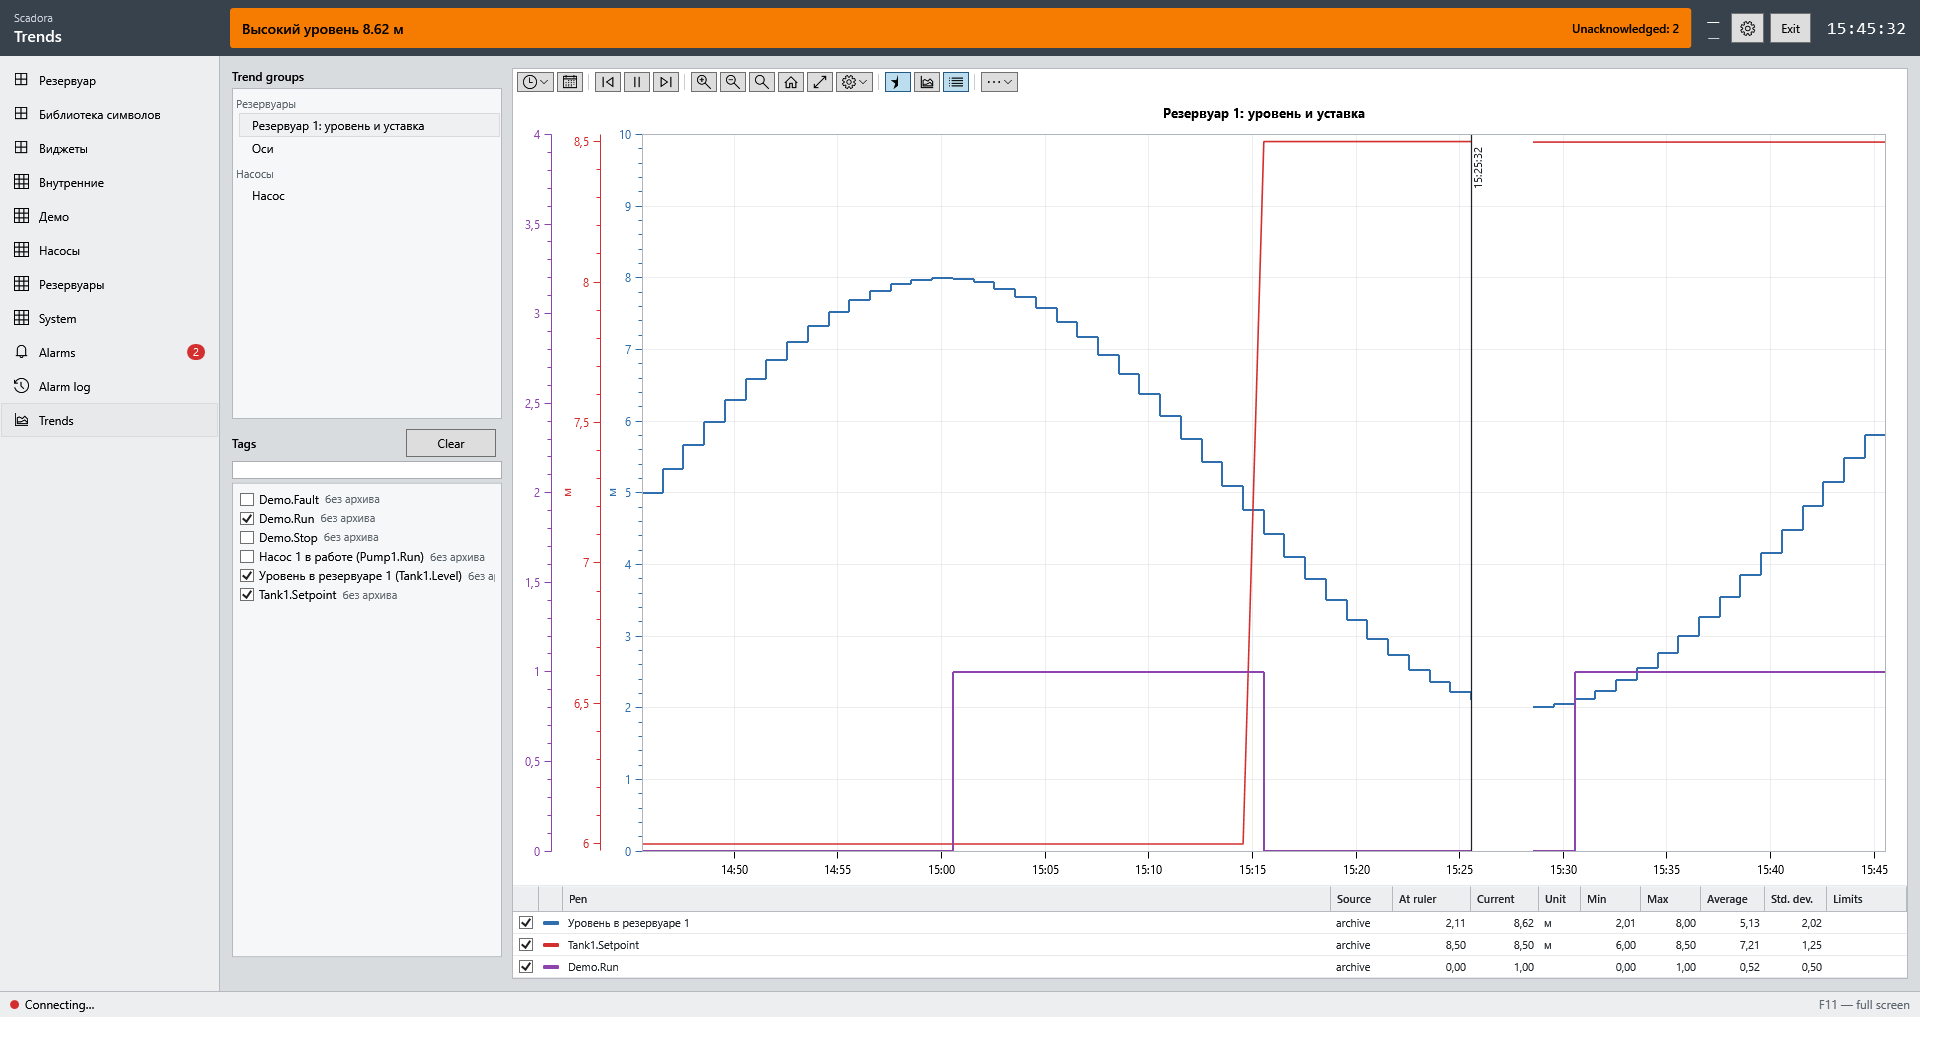 Scadora
Trends
Высокий уровень 8.62 м
Unacknowledged: 2
Exit
15:45:32
Резервуар
Библиотека символов
Виджеты
Внутренние
Демо
Насосы
Резервуары
System
Alarms
2
Alarm log
Trends
Trend groups
Резервуары
Резервуар 1: уровень и уставка
Оси
Насосы
Насос
Tags
Clear
Demo.Fault без архива
Demo.Run без архива
Demo.Stop без архива
Насос 1 в работе (Pump1.Run) без архива
Уровень в резервуаре 1 (Tank1.Level) без а
Tank1.Setpoint без архива
Резервуар 1: уровень и уставка
4
3,5
3
2,5
2
1,5
1
0,5
0
8,5
8
7,5
7
6,5
6
м
10
9
8
7
6
5
4
3
2
1
0
м
15:25:32
14:50
14:55
15:00
15:05
15:10
15:15
15:20
15:25
15:30
15:35
15:40
15:45
Pen Source At ruler Current Unit Min Max Average Std. dev. Limits
Уровень в резервуаре 1 archive 2,11 8,62 м 2,01 8,00 5,13 2,02
Tank1.Setpoint archive 8,50 8,50 м 6,00 8,50 7,21 1,25
Demo.Run archive 0,00 1,00 0,00 1,00 0,52 0,50
Connecting...
F11 — full screen